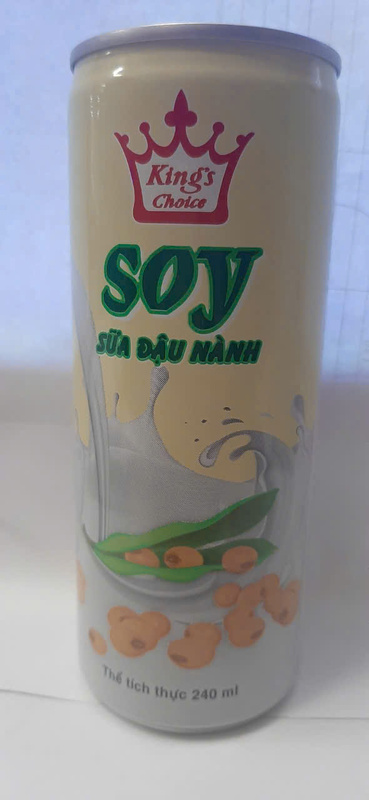 King's
Choice
SOY
SỮA ĐẬU NÀNH
Thể tích thực 240 ml